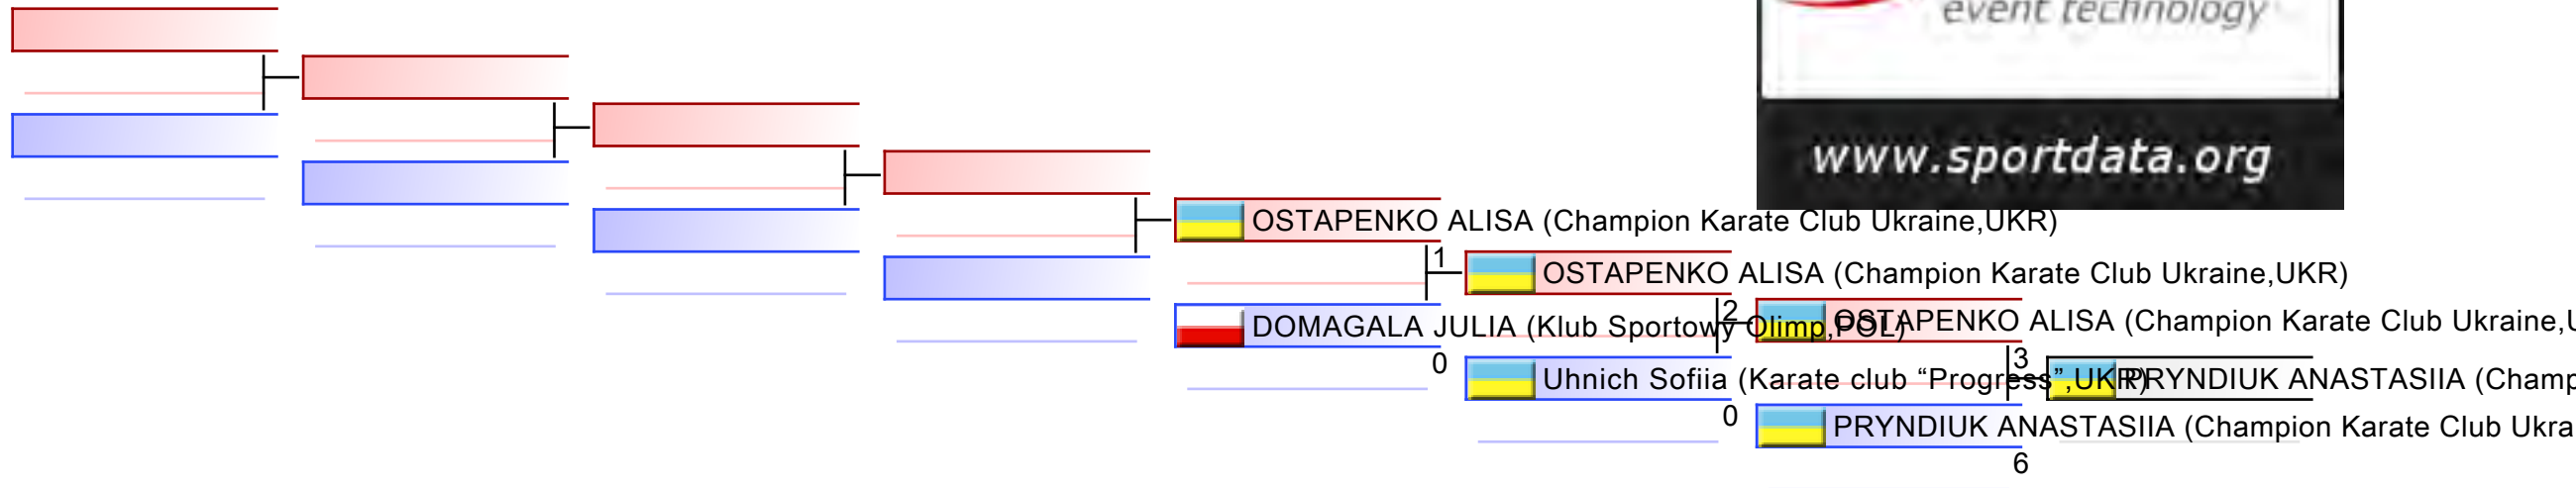 event technology
www.sportdata.org
OSTAPENKO ALISA (Champion Karate Club Ukraine,UKR)
1
OSTAPENKO ALISA (Champion Karate Club Ukraine,UKR)
2
OSTAPENKO ALISA (Champion Karate Club Ukraine,U
DOMAGALA JULIA (Klub Sportowy Olimp,POL)
0
3
Uhnich Sofiia (Karate club “Progress”,UKR)
PRYNDIUK ANASTASIIA (Champ
0
PRYNDIUK ANASTASIIA (Champion Karate Club Ukra
6